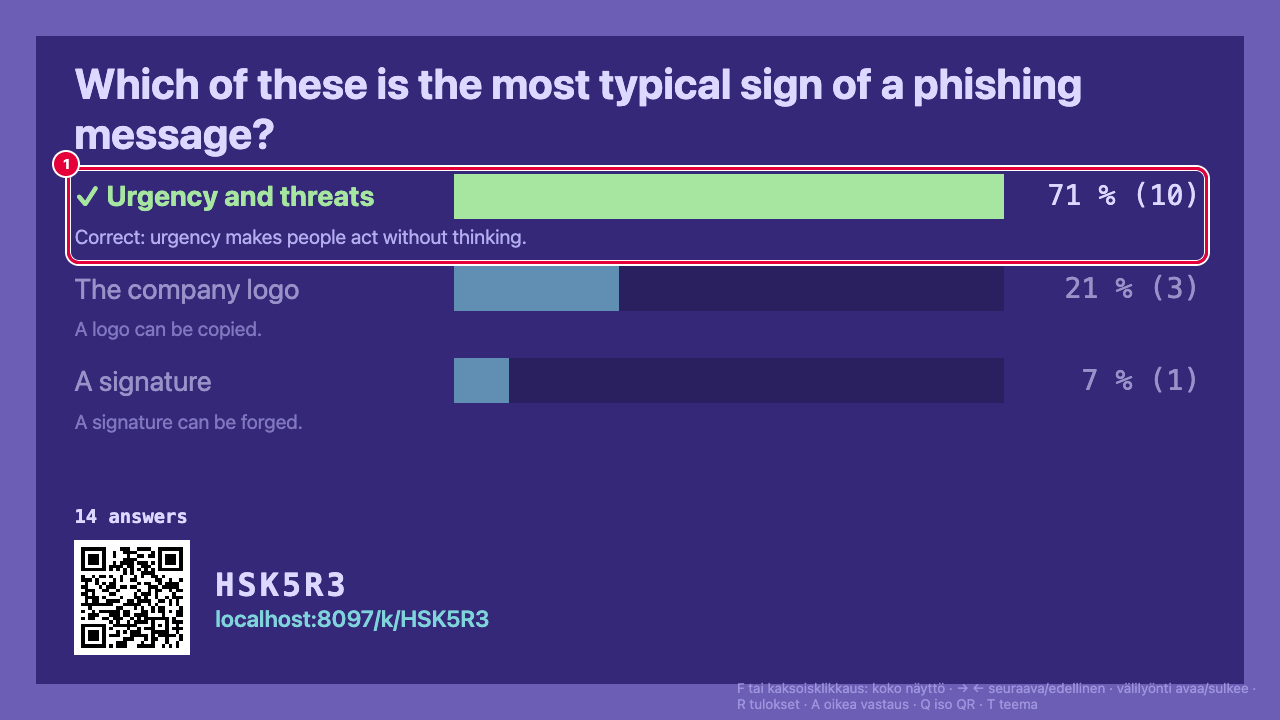 Which of these is the most typical sign of a phishing
message?
1
✓ Urgency and threats 71 % (10)
Correct: urgency makes people act without thinking.
The company logo 21 % (3)
A logo can be copied.
A signature 7 % (1)
A signature can be forged.
14 answers
HSK5R3
localhost:8097/k/HSK5R3
F tai kaksoisklikkaus: koko näyttö · → ← seuraava/edellinen · välilyönti avaa/sulkee ·
R tulokset · A oikea vastaus · Q iso QR · T teema